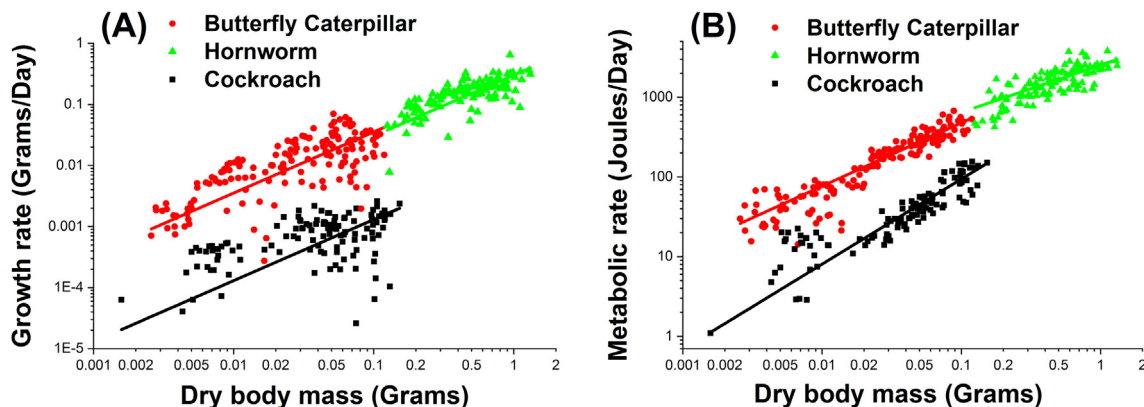 (A)
Butterfly Caterpillar
Hornworm
Cockroach
Growth rate (Grams/Day)
1
0.1
0.01
0.001
1E-4
1E-5
0.001 0.002 0.005 0.01 0.02 0.05 0.1 0.2 0.5 1 2
Dry body mass (Grams)
(B)
Butterfly Caterpillar
Hornworm
Cockroach
Metabolic rate (Joules/Day)
1000
100
10
1
0.001 0.002 0.005 0.01 0.02 0.05 0.1 0.2 0.5 1 2
Dry body mass (Grams)